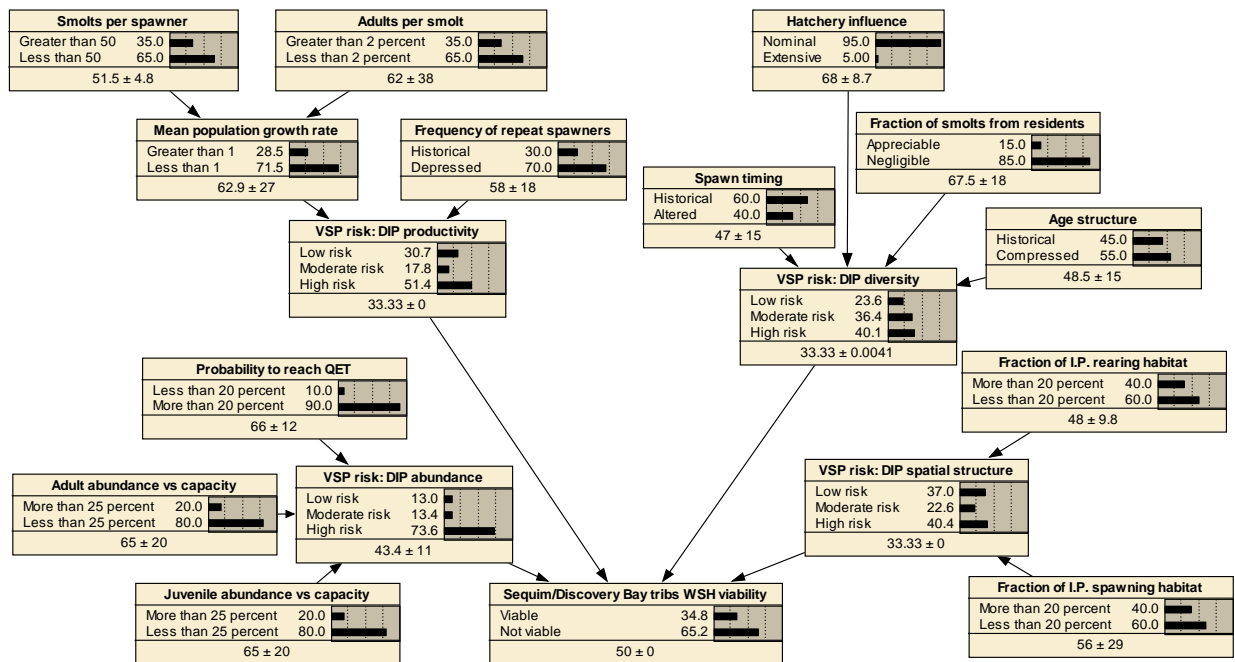 Smolts per spawner
Greater than 50 35.0
Less than 50 65.0
51.5 ± 4.8
Adults per smolt
Greater than 2 percent 35.0
Less than 2 percent 65.0
62 ± 38
Hatchery influence
Nominal 95.0
Extensive 5.00
68 ± 8.7
Mean population growth rate
Greater than 1 28.5
Less than 1 71.5
62.9 ± 27
Frequency of repeat spawners
Historical 30.0
Depressed 70.0
58 ± 18
Fraction of smolts from residents
Appreciable 15.0
Negligible 85.0
67.5 ± 18
Spawn timing
Historical 60.0
Altered 40.0
47 ± 15
Age structure
Historical 45.0
Compressed 55.0
48.5 ± 15
VSP risk: DIP productivity
Low risk 30.7
Moderate risk 17.8
High risk 51.4
33.33 ± 0
VSP risk: DIP diversity
Low risk 23.6
Moderate risk 36.4
High risk 40.1
33.33 ± 0.0041
Probability to reach QET
Less than 20 percent 10.0
More than 20 percent 90.0
66 ± 12
Fraction of I.P. rearing habitat
More than 20 percent 40.0
Less than 20 percent 60.0
48 ± 9.8
Adult abundance vs capacity
More than 25 percent 20.0
Less than 25 percent 80.0
65 ± 20
VSP risk: DIP abundance
Low risk 13.0
Moderate risk 13.4
High risk 73.6
43.4 ± 11
VSP risk: DIP spatial structure
Low risk 37.0
Moderate risk 22.6
High risk 40.4
33.33 ± 0
Juvenile abundance vs capacity
More than 25 percent 20.0
Less than 25 percent 80.0
65 ± 20
Sequim/Discovery Bay tribs WSH viability
Viable 34.8
Not viable 65.2
50 ± 0
Fraction of I.P. spawning habitat
More than 20 percent 40.0
Less than 20 percent 60.0
56 ± 29